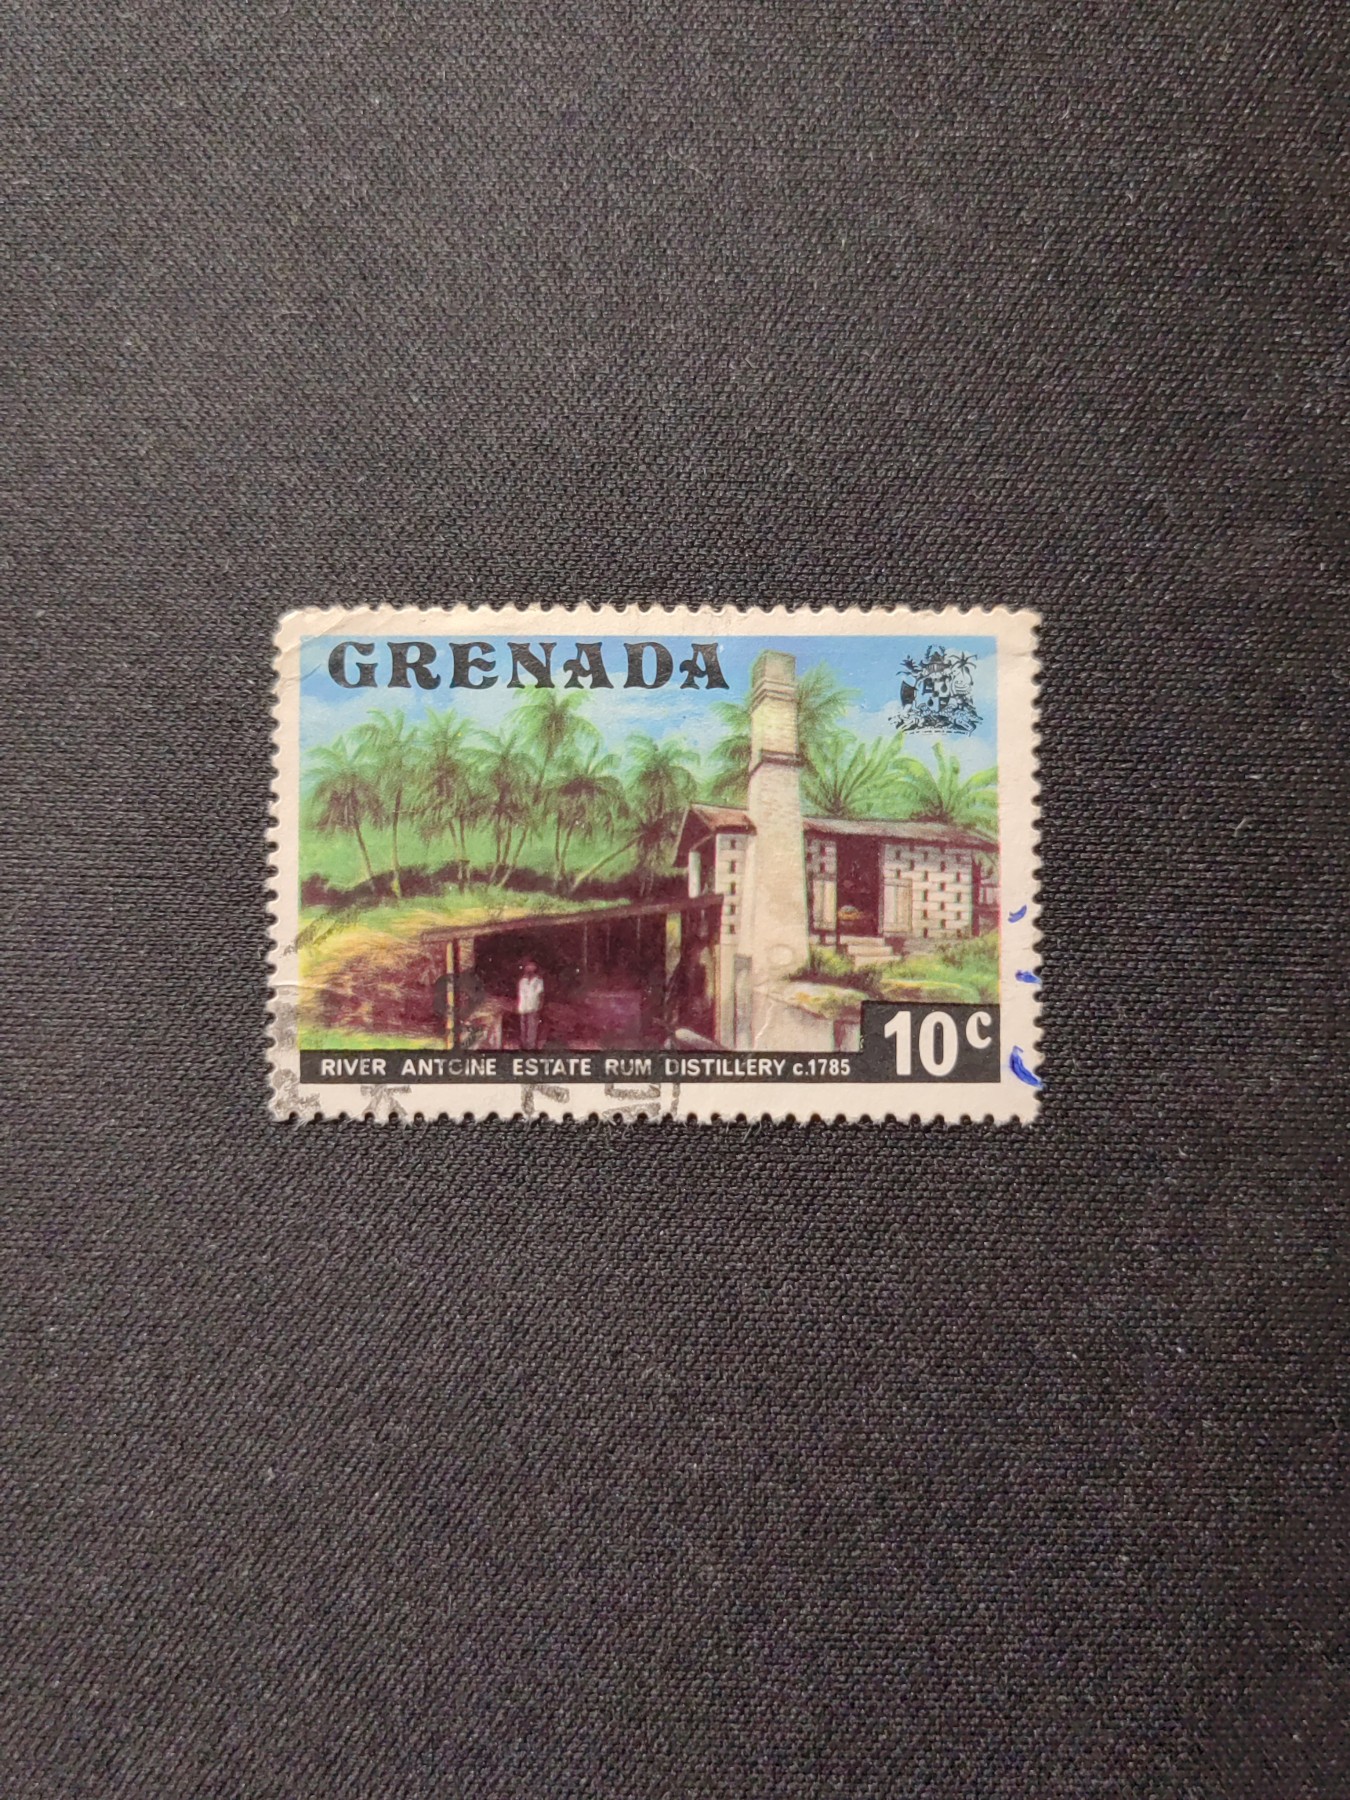 GRENADA
10c
RIVER ANTOINE ESTATE RUM DISTILLERY c.1785